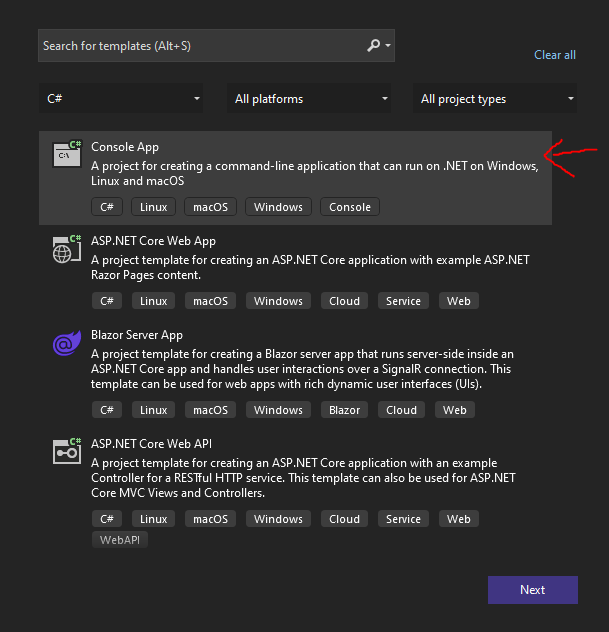 Search for templates (Alt+S)
Clear all
C#
All platforms
All project types
C#
C:\
Console App
A project for creating a command-line application that can run on .NET on Windows,
Linux and macOS
C# Linux macOS Windows Console
C#
ASP.NET Core Web App
A project template for creating an ASP.NET Core application with example ASP.NET
Razor Pages content.
C# Linux macOS Windows Cloud Service Web
Blazor Server App
A project template for creating a Blazor server app that runs server-side inside an
ASP.NET Core app and handles user interactions over a SignalR connection. This
template can be used for web apps with rich dynamic user interfaces (UIs).
C# Linux macOS Windows Blazor Cloud Web
C#
ASP.NET Core Web API
A project template for creating an ASP.NET Core application with an example
Controller for a RESTful HTTP service. This template can also be used for ASP.NET
Core MVC Views and Controllers.
C# Linux macOS Windows Cloud Service Web
WebAPI
Next